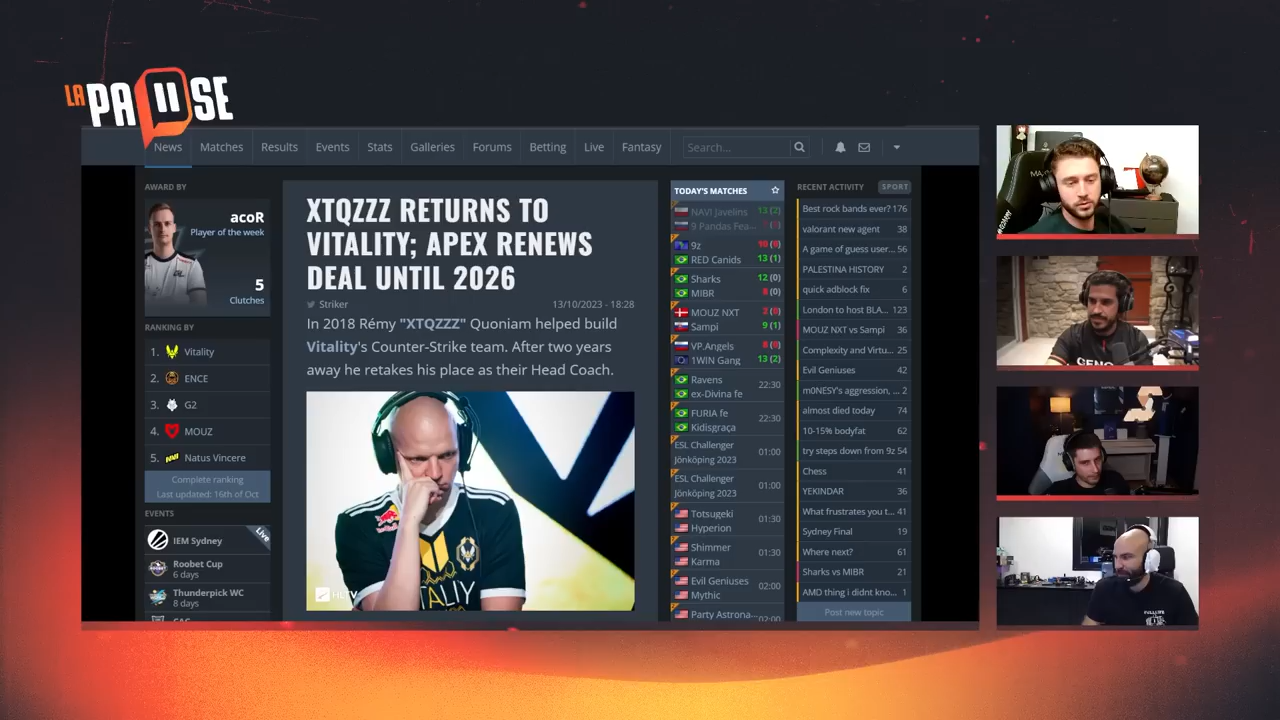 LA PAUSE
News
Matches
Results
Events
Stats
Galleries
Forums
Betting
Live
Fantasy
Search...
AWARD BY
acoR
Player of the week
5
Clutches
RANKING BY
1. Vitality
2. ENCE
3. G2
4. MOUZ
5. Natus Vincere
Complete ranking
Last updated: 16th of Oct
EVENTS
IEM Sydney
Live
Roobet Cup
6 days
Thunderpick WC
8 days
XTQZZZ RETURNS TO
VITALITY; APEX RENEWS
DEAL UNTIL 2026
Striker
13/10/2023 - 18:28
In 2018 Rémy "XTQZZZ" Quoniam helped build
Vitality's Counter-Strike team. After two years
away he retakes his place as their Head Coach.
HLTV
TODAY'S MATCHES
NAVI Javelins 13 (2)
9 Pandas Fea...
9z
RED Canids 13 (1)
Sharks 12 (0)
MIBR
MOUZ NXT
Sampi 9 (1)
VP.Angels
1WIN Gang 13 (2)
Ravens
ex-Divina fe
22:30
FURIA fe
Kidisgraça
22:30
ESL Challenger
Jönköping 2023
01:00
ESL Challenger
Jönköping 2023
01:00
Totsugeki
Hyperion
01:30
Shimmer
Karma
01:30
Evil Geniuses
Mythic
02:00
Party Astrona...
02:00
RECENT ACTIVITY
SPORT
Best rock bands ever? 176
valorant new agent 38
A game of guess user... 56
PALESTINA HISTORY 2
quick adblock fix 6
London to host BLA... 123
MOUZ NXT vs Sampi 36
Complexity and Virtu... 25
Evil Geniuses 42
m0NESY's aggression, ... 2
almost died today 74
10-15% bodyfat 62
try steps down from 9z 54
Chess 41
YEKINDAR 36
What frustrates you t... 41
Sydney Final 19
Where next? 61
Sharks vs MIBR 21
AMD thing i didnt kno... 1
Post new topic